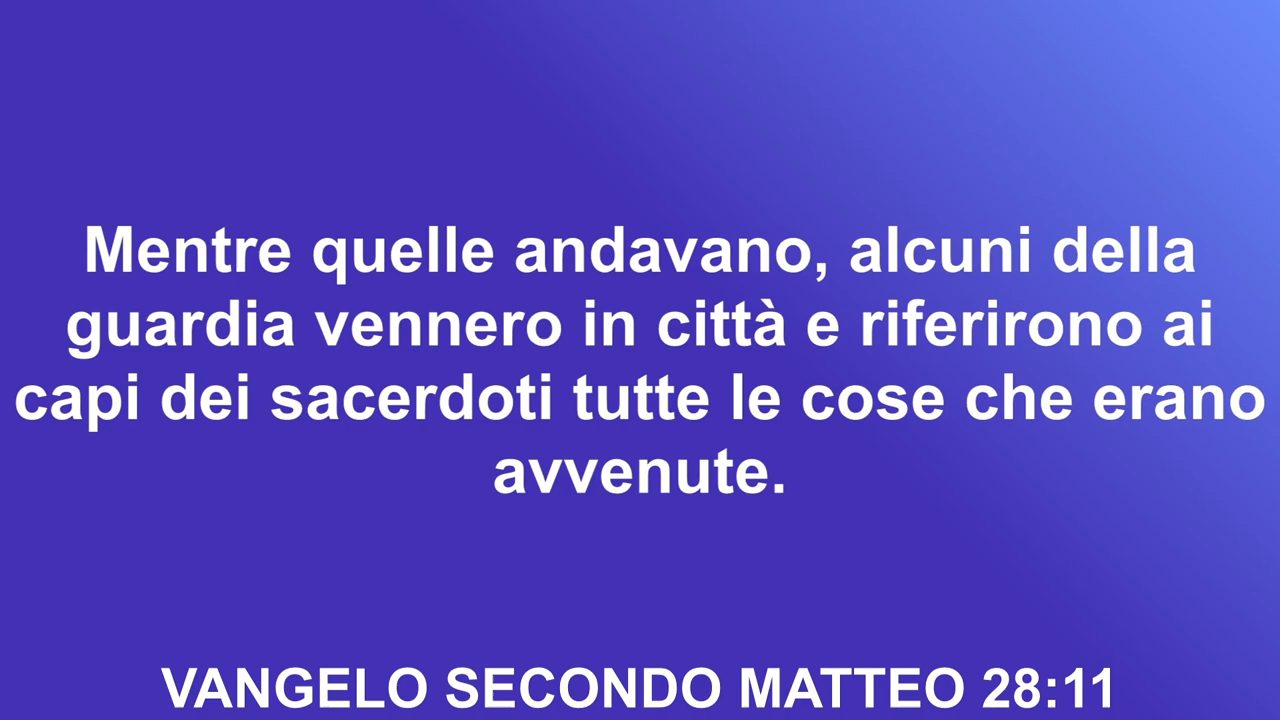 Mentre quelle andavano, alcuni della
guardia vennero in città e riferirono ai
capi dei sacerdoti tutte le cose che erano
avvenute.
VANGELO SECONDO MATTEO 28:11